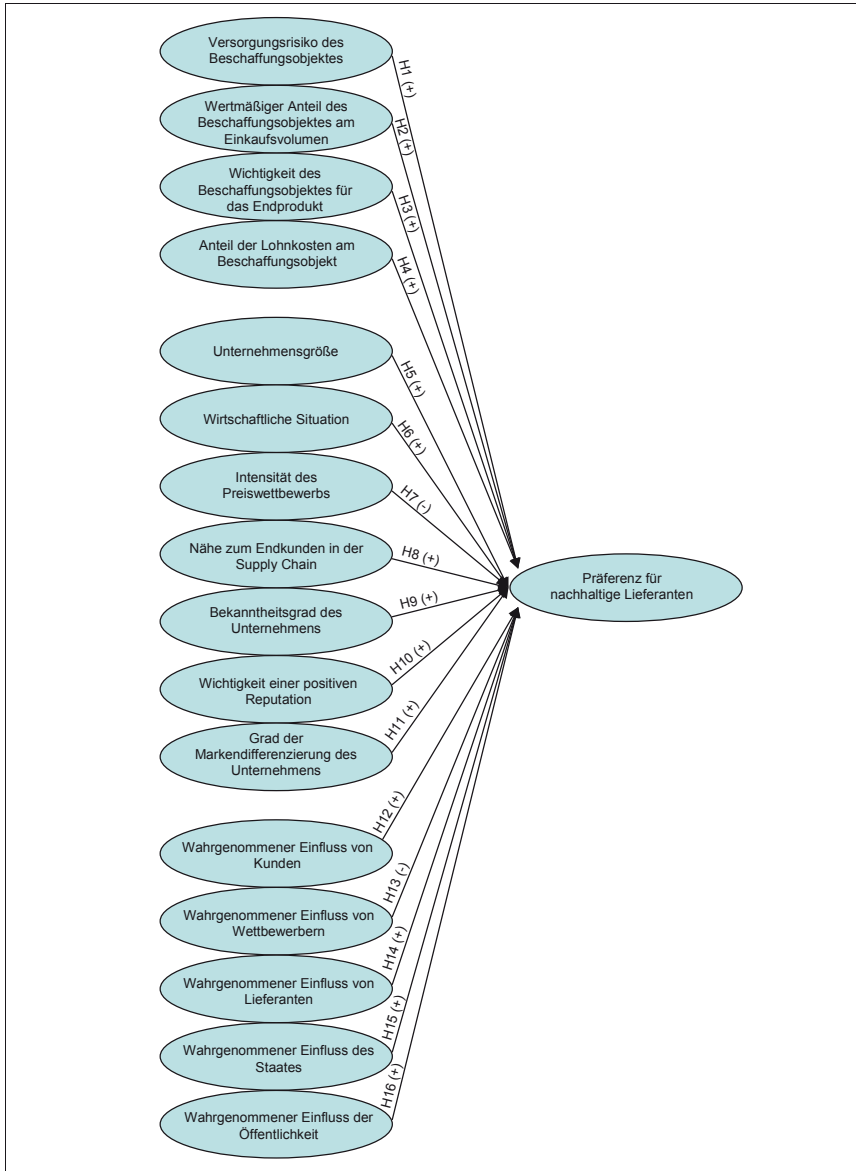 Versorgungsrisiko des
Beschaffungsobjektes
H1 (+)
Wertmäßiger Anteil des
Beschaffungsobjektes am
Einkaufsvolumen
H2 (+)
Wichtigkeit des
Beschaffungsobjektes für
das Endprodukt
H3 (+)
Anteil der Lohnkosten am
Beschaffungsobjekt
H4 (+)
Unternehmensgröße
H5 (+)
Wirtschaftliche Situation
H6 (+)
Intensität des
Preiswettbewerbs
H7 (-)
Nähe zum Endkunden in der
Supply Chain
H8 (+)
Präferenz für
nachhaltige Lieferanten
Bekanntheitsgrad des
Unternehmens
H9 (+)
Wichtigkeit einer positiven
Reputation
H10 (+)
Grad der
Markendifferenzierung des
Unternehmens
H11 (+)
Wahrgenommener Einfluss von
Kunden
H12 (+)
Wahrgenommener Einfluss von
Wettbewerbern
H13 (-)
Wahrgenommener Einfluss von
Lieferanten
H14 (+)
Wahrgenommener Einfluss des
Staates
H15 (+)
Wahrgenommener Einfluss der
Öffentlichkeit
H16 (+)